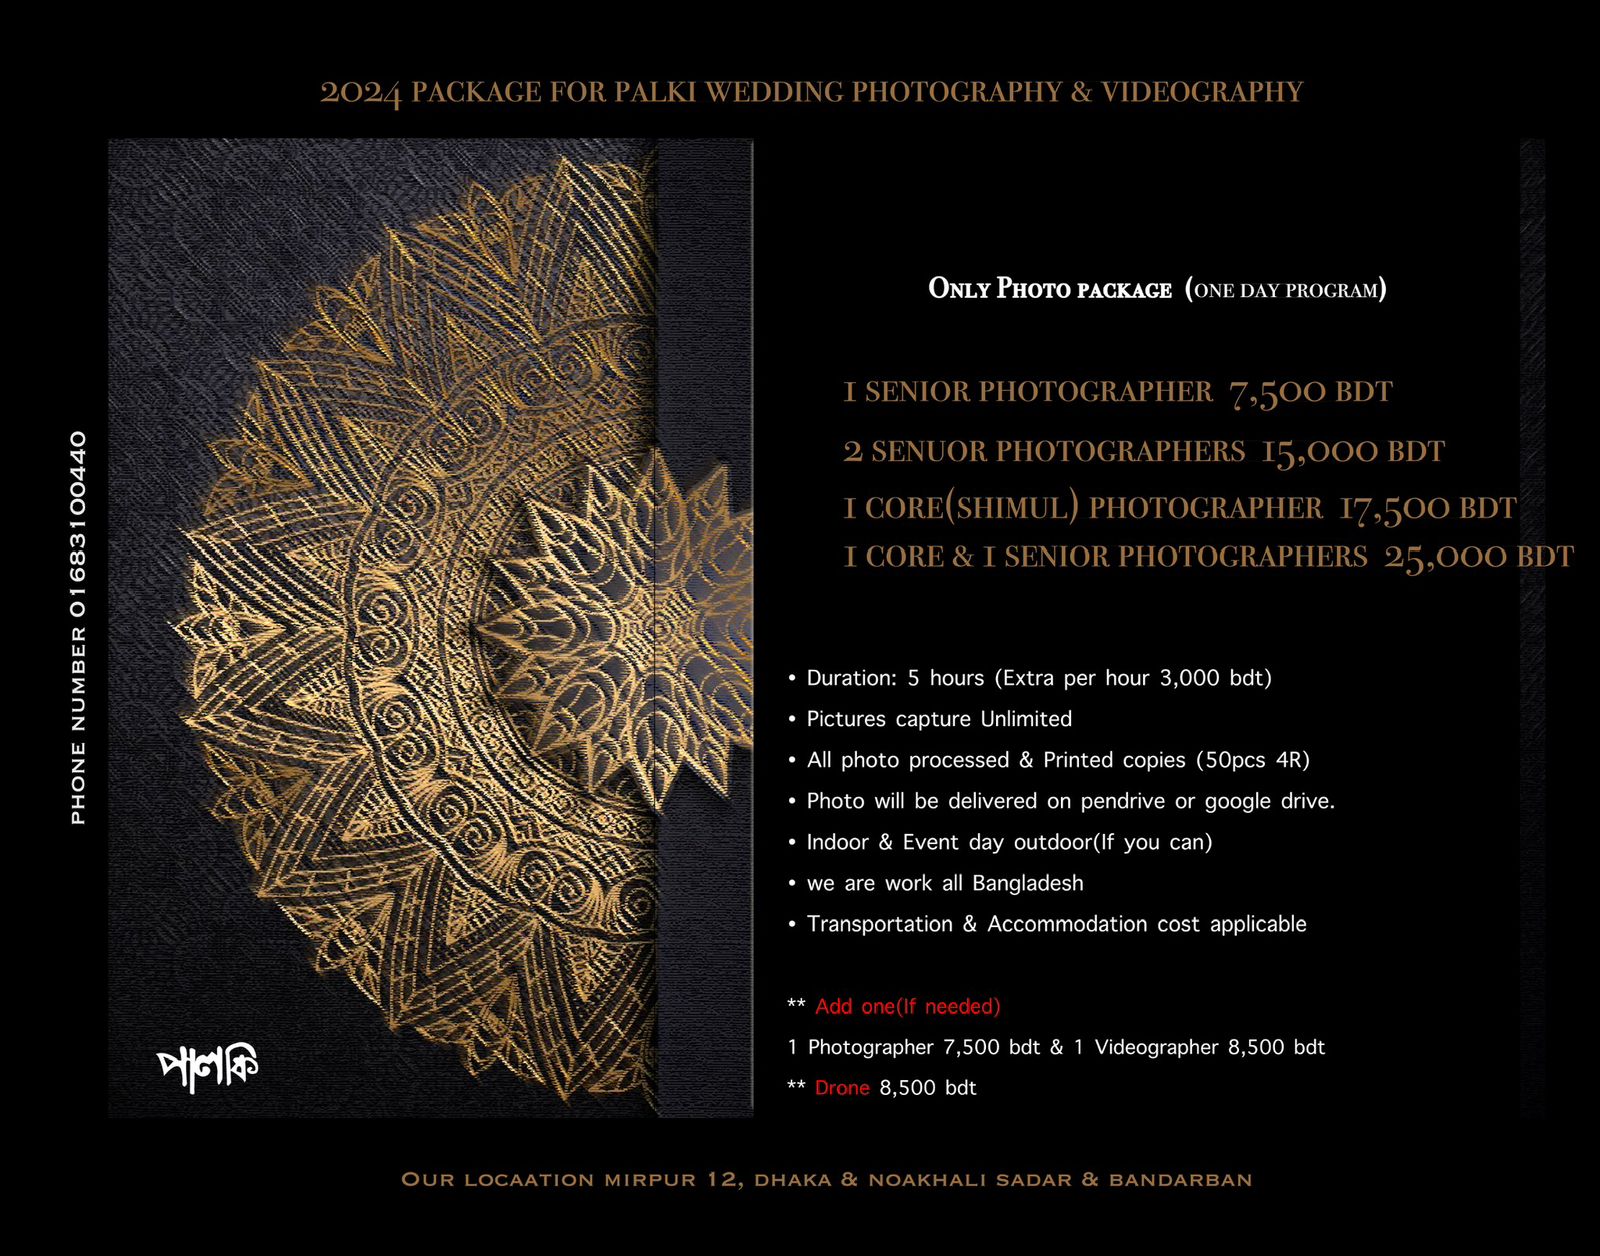 2024 PACKAGE FOR PALKI WEDDING PHOTOGRAPHY & VIDEOGRAPHY
PHONE NUMBER 01683100440
ONLY PHOTO PACKAGE (ONE DAY PROGRAM)
1 SENIOR PHOTOGRAPHER 7,500 BDT
2 SENUOR PHOTOGRAPHERS 15,000 BDT
1 CORE(SHIMUL) PHOTOGRAPHER 17,500 BDT
1 CORE & 1 SENIOR PHOTOGRAPHERS 25,000 BDT
• Duration: 5 hours (Extra per hour 3,000 bdt)
• Pictures capture Unlimited
• All photo processed & Printed copies (50pcs 4R)
• Photo will be delivered on pendrive or google drive.
• Indoor & Event day outdoor(If you can)
• we are work all Bangladesh
• Transportation & Accommodation cost applicable
** Add one(If needed)
1 Photographer 7,500 bdt & 1 Videographer 8,500 bdt
** Drone 8,500 bdt
পালকি
OUR LOCAATION MIRPUR 12, DHAKA & NOAKHALI SADAR & BANDARBAN